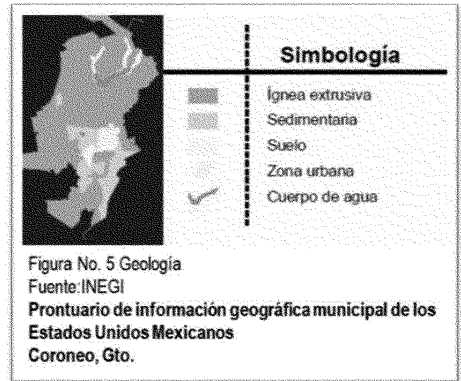 Simbología
Ígnea extrusiva
Sedimentaria
Suelo
Zona urbana
Cuerpo de agua
Figura No. 5 Geología
Fuente:INEGI
Prontuario de información geográfica municipal de los
Estados Unidos Mexicanos
Coroneo, Gto.